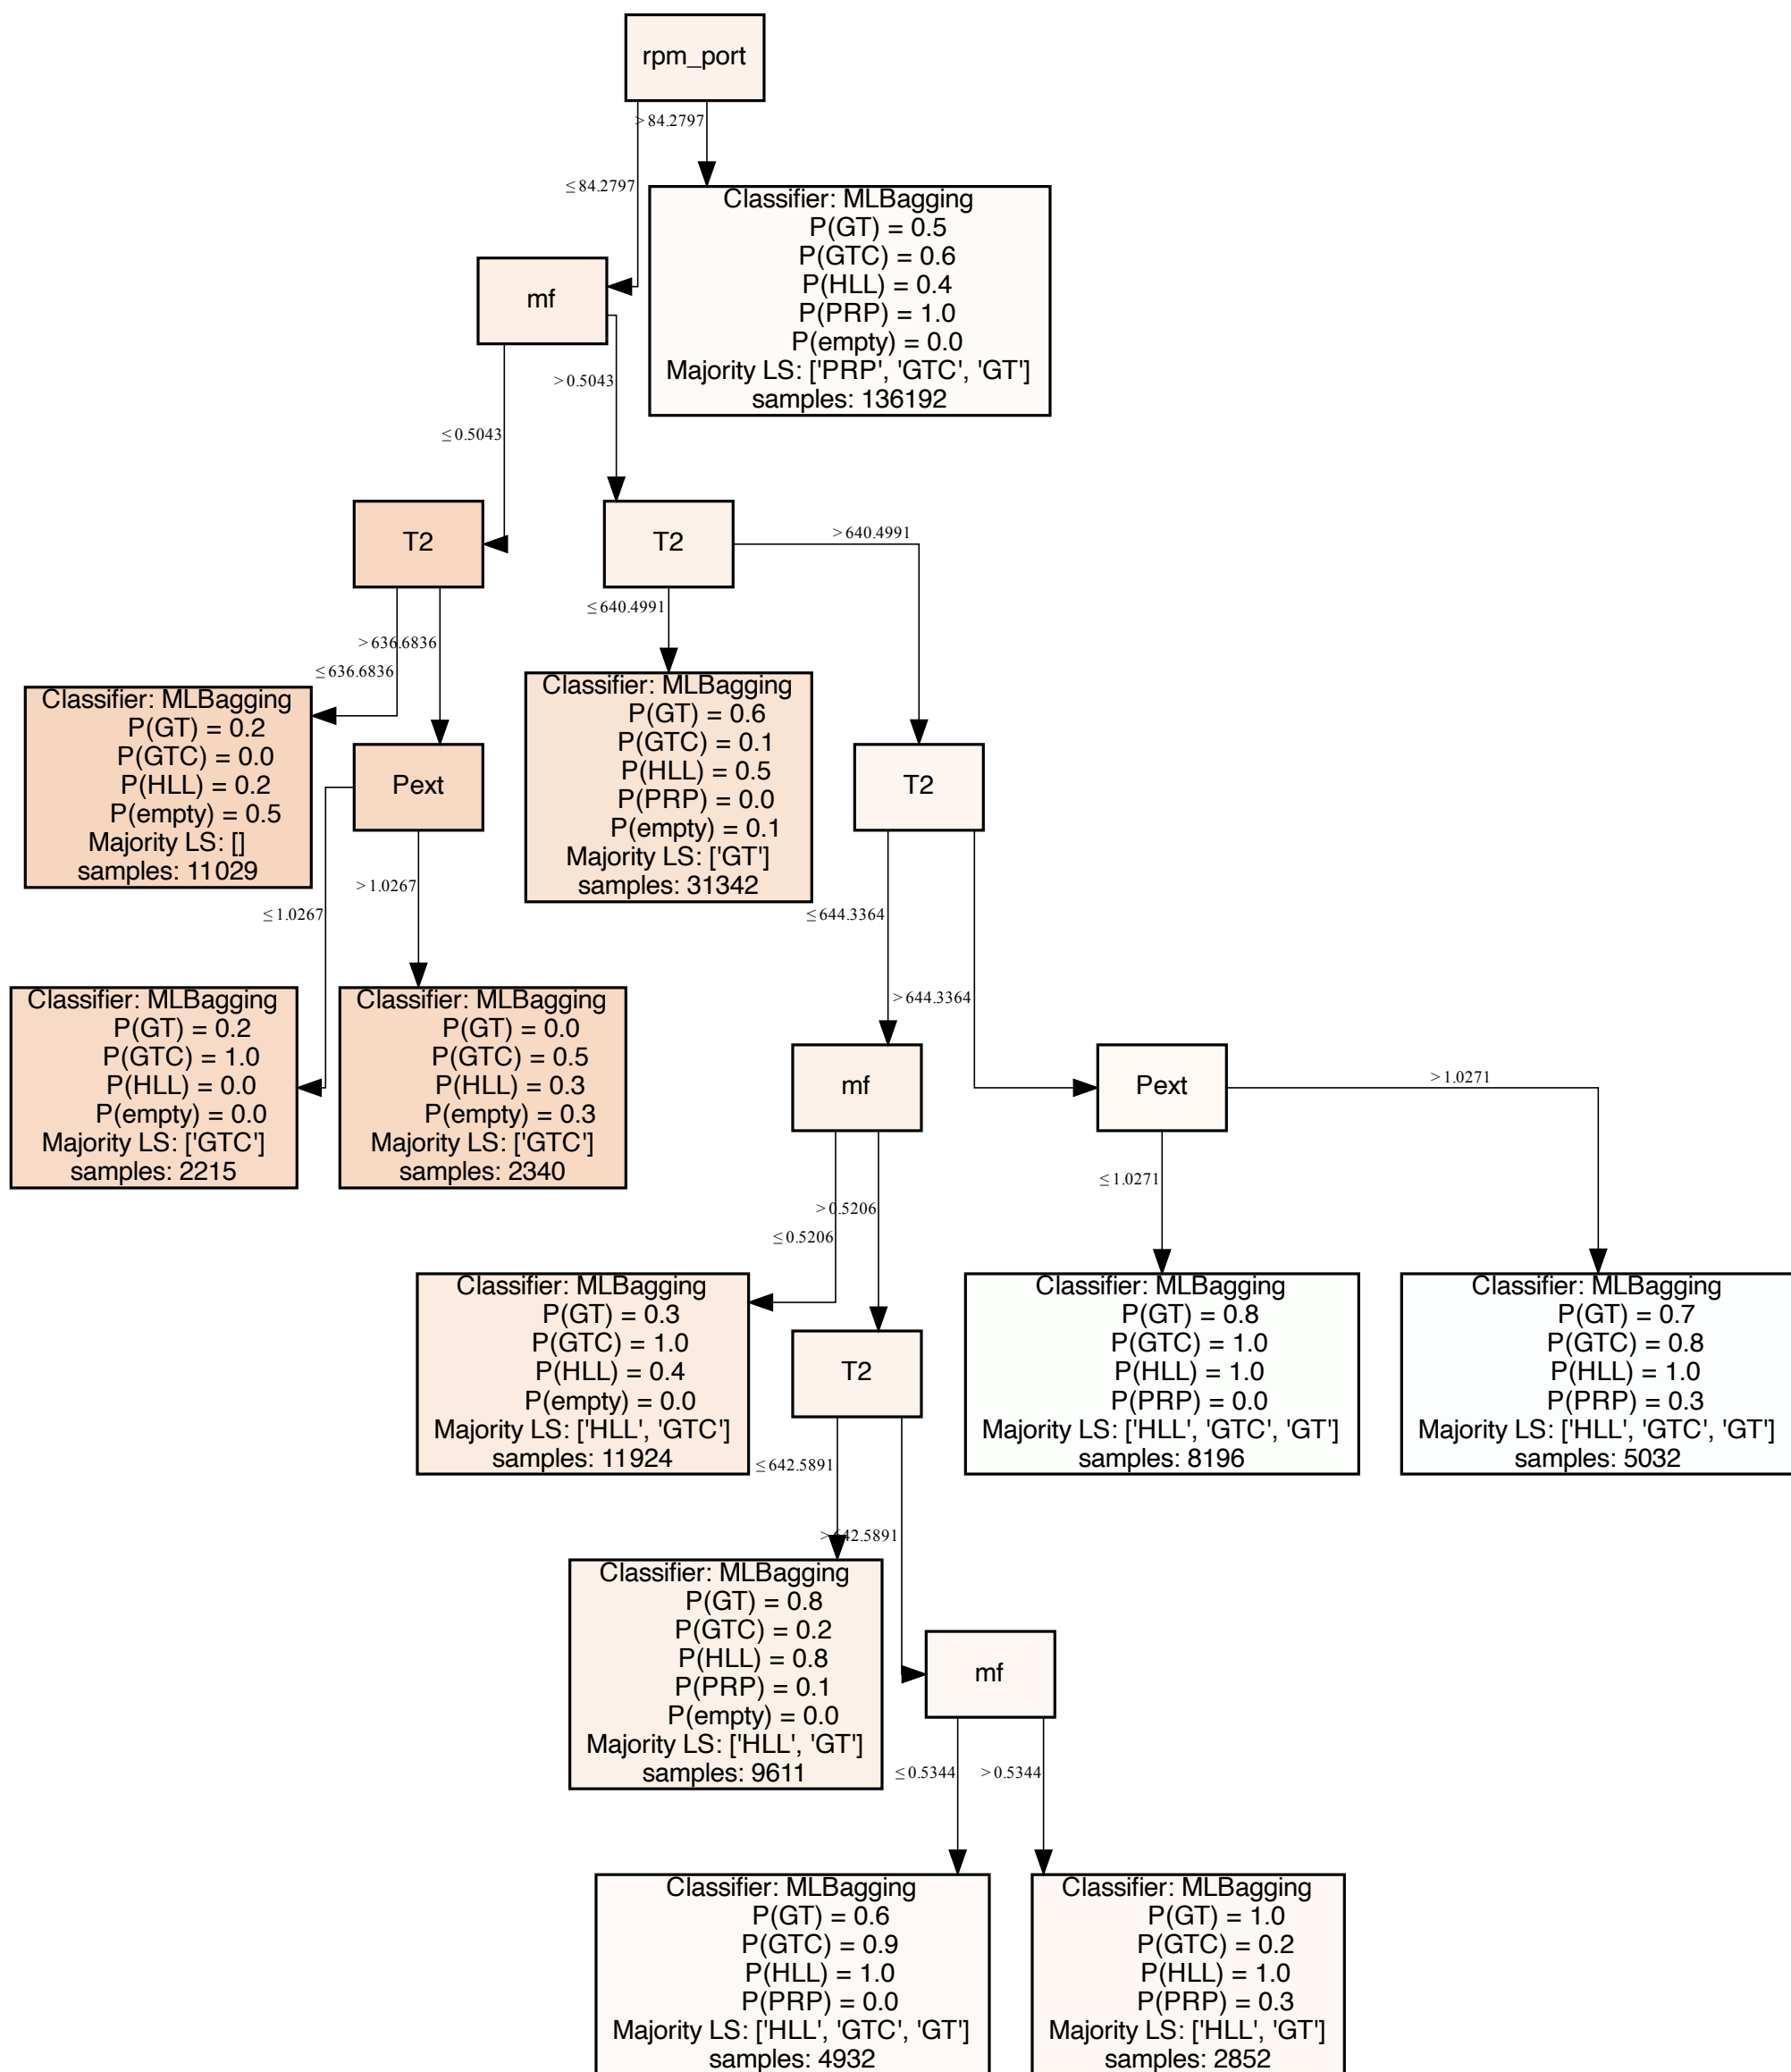 rpm_port
> 84.2797
≤ 84.2797
Classifier: MLBagging
P(GT) = 0.5
P(GTC) = 0.6
P(HLL) = 0.4
P(PRP) = 1.0
P(empty) = 0.0
Majority LS: ['PRP', 'GTC', 'GT']
samples: 136192
mf
> 0.5043
≤ 0.5043
T2
T2
> 640.4991
≤ 640.4991
> 636.6836
≤ 636.6836
Classifier: MLBagging
P(GT) = 0.2
P(GTC) = 0.0
P(HLL) = 0.2
P(empty) = 0.5
Majority LS: []
samples: 11029
Pext
Classifier: MLBagging
P(GT) = 0.6
P(GTC) = 0.1
P(HLL) = 0.5
P(PRP) = 0.0
P(empty) = 0.1
Majority LS: ['GT']
samples: 31342
T2
> 1.0267
≤ 1.0267
≤ 644.3364
> 644.3364
Classifier: MLBagging
P(GT) = 0.2
P(GTC) = 1.0
P(HLL) = 0.0
P(empty) = 0.0
Majority LS: ['GTC']
samples: 2215
Classifier: MLBagging
P(GT) = 0.0
P(GTC) = 0.5
P(HLL) = 0.3
P(empty) = 0.3
Majority LS: ['GTC']
samples: 2340
mf
Pext
> 1.0271
≤ 1.0271
> 0.5206
≤ 0.5206
Classifier: MLBagging
P(GT) = 0.3
P(GTC) = 1.0
P(HLL) = 0.4
P(empty) = 0.0
Majority LS: ['HLL', 'GTC']
samples: 11924
T2
Classifier: MLBagging
P(GT) = 0.8
P(GTC) = 1.0
P(HLL) = 1.0
P(PRP) = 0.0
Majority LS: ['HLL', 'GTC', 'GT']
samples: 8196
Classifier: MLBagging
P(GT) = 0.7
P(GTC) = 0.8
P(HLL) = 1.0
P(PRP) = 0.3
Majority LS: ['HLL', 'GTC', 'GT']
samples: 5032
≤ 642.5891
> 642.5891
Classifier: MLBagging
P(GT) = 0.8
P(GTC) = 0.2
P(HLL) = 0.8
P(PRP) = 0.1
P(empty) = 0.0
Majority LS: ['HLL', 'GT']
samples: 9611
mf
≤ 0.5344
> 0.5344
Classifier: MLBagging
P(GT) = 0.6
P(GTC) = 0.9
P(HLL) = 1.0
P(PRP) = 0.0
Majority LS: ['HLL', 'GTC', 'GT']
samples: 4932
Classifier: MLBagging
P(GT) = 1.0
P(GTC) = 0.2
P(HLL) = 1.0
P(PRP) = 0.3
Majority LS: ['HLL', 'GT']
samples: 2852